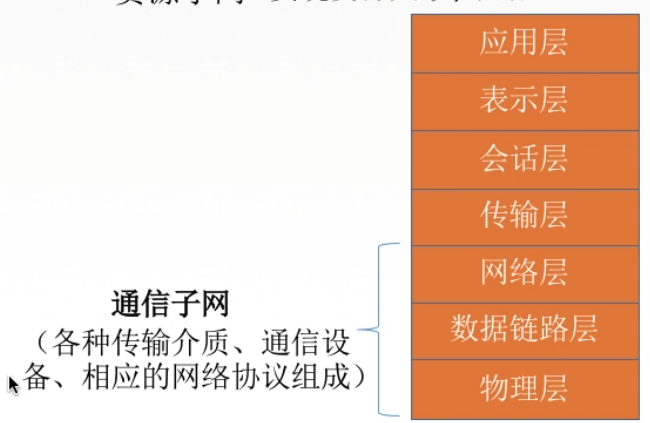 应用层
表示层
会话层
传输层
网络层
数据链路层
物理层
通信子网
（各种传输介质、通信设
备、相应的网络协议组成）